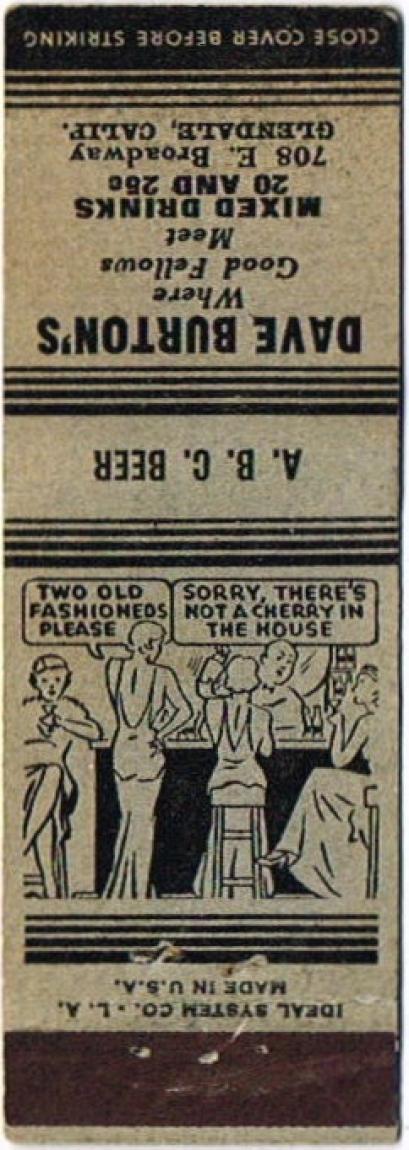 CLOSE COVER BEFORE STRIKING
DAVE BURTON'S
Where
Good Fellows
Meet
MIXED DRINKS
20 AND 25c
708 E. Broadway
GLENDALE, CALIF.
A. B. C. BEER
TWO OLD
FASHIONEDS
PLEASE
SORRY, THERE'S
NOT A CHERRY IN
THE HOUSE
IDEAL SYSTEM CO. - L. A.
MADE IN U.S.A.